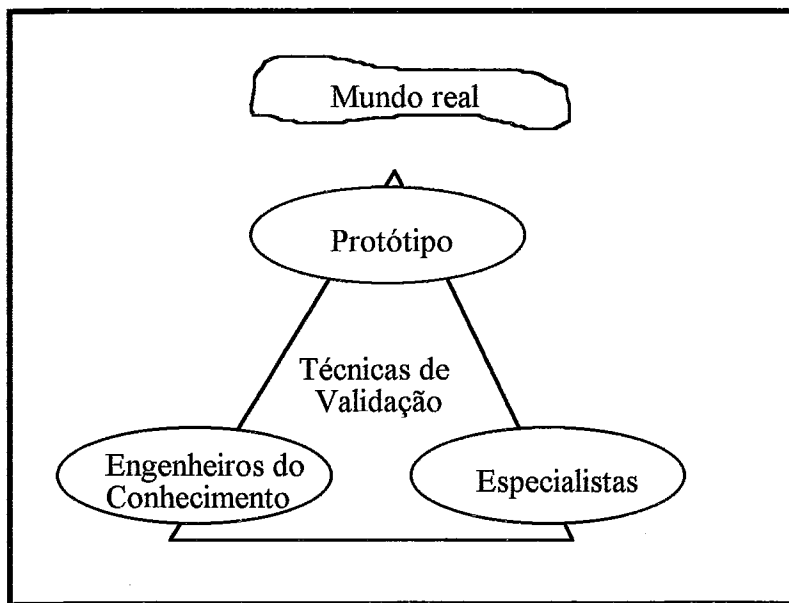 Mundo real
Protótipo
Técnicas de
Validação
Engenheiros do
Conhecimento
Especialistas